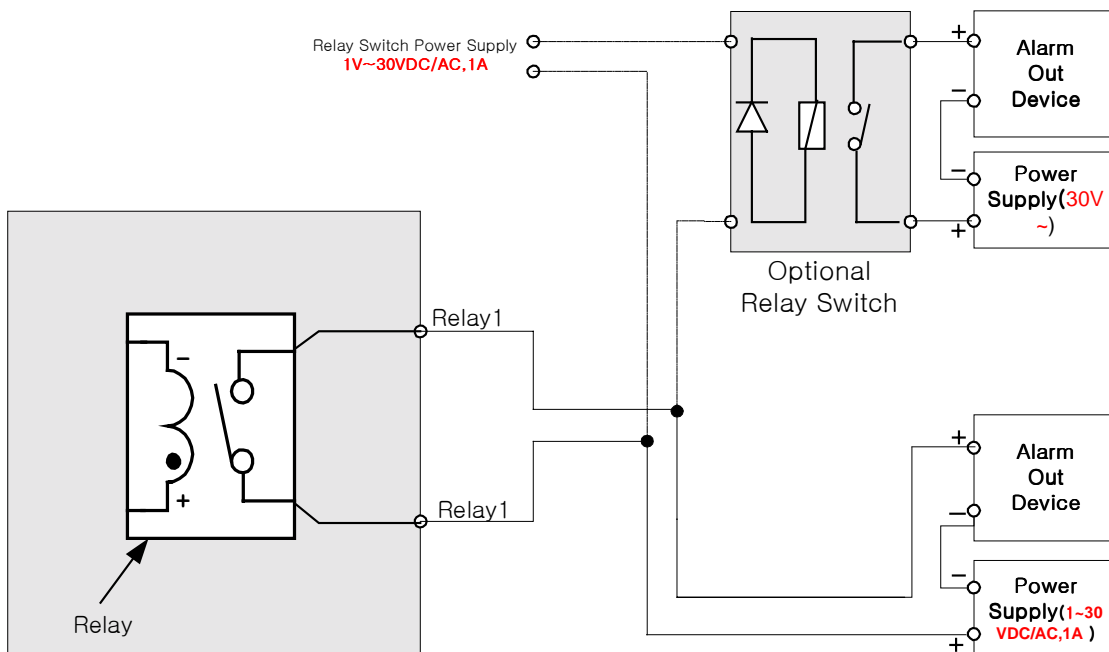 Relay Switch Power Supply
1V~30VDC/AC,1A
+
Alarm
Out
Device
−
−
Power
Supply(30V
~)
+
Optional
Relay Switch
Relay1
−
+
Relay1
Relay
+
Alarm
Out
Device
−
−
Power
Supply(1~30
VDC/AC,1A )
+